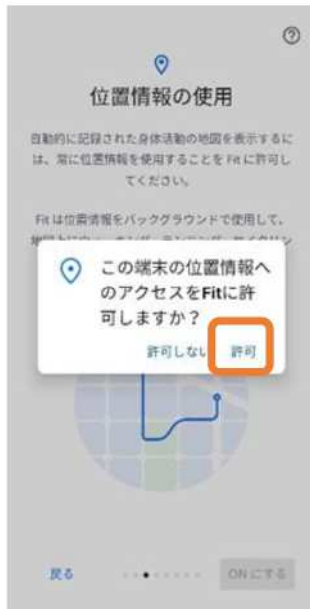 位置情報の使用
自動的に記録された身体活動の地図を表示するに
は、常に位置情報を使用することを Fit に許可し
てください。
Fit は位置情報をバックグラウンドで使用して、
この端末の位置情報へ
のアクセスをFitに許
可しますか？
許可しない
許可
戻る
ON にする